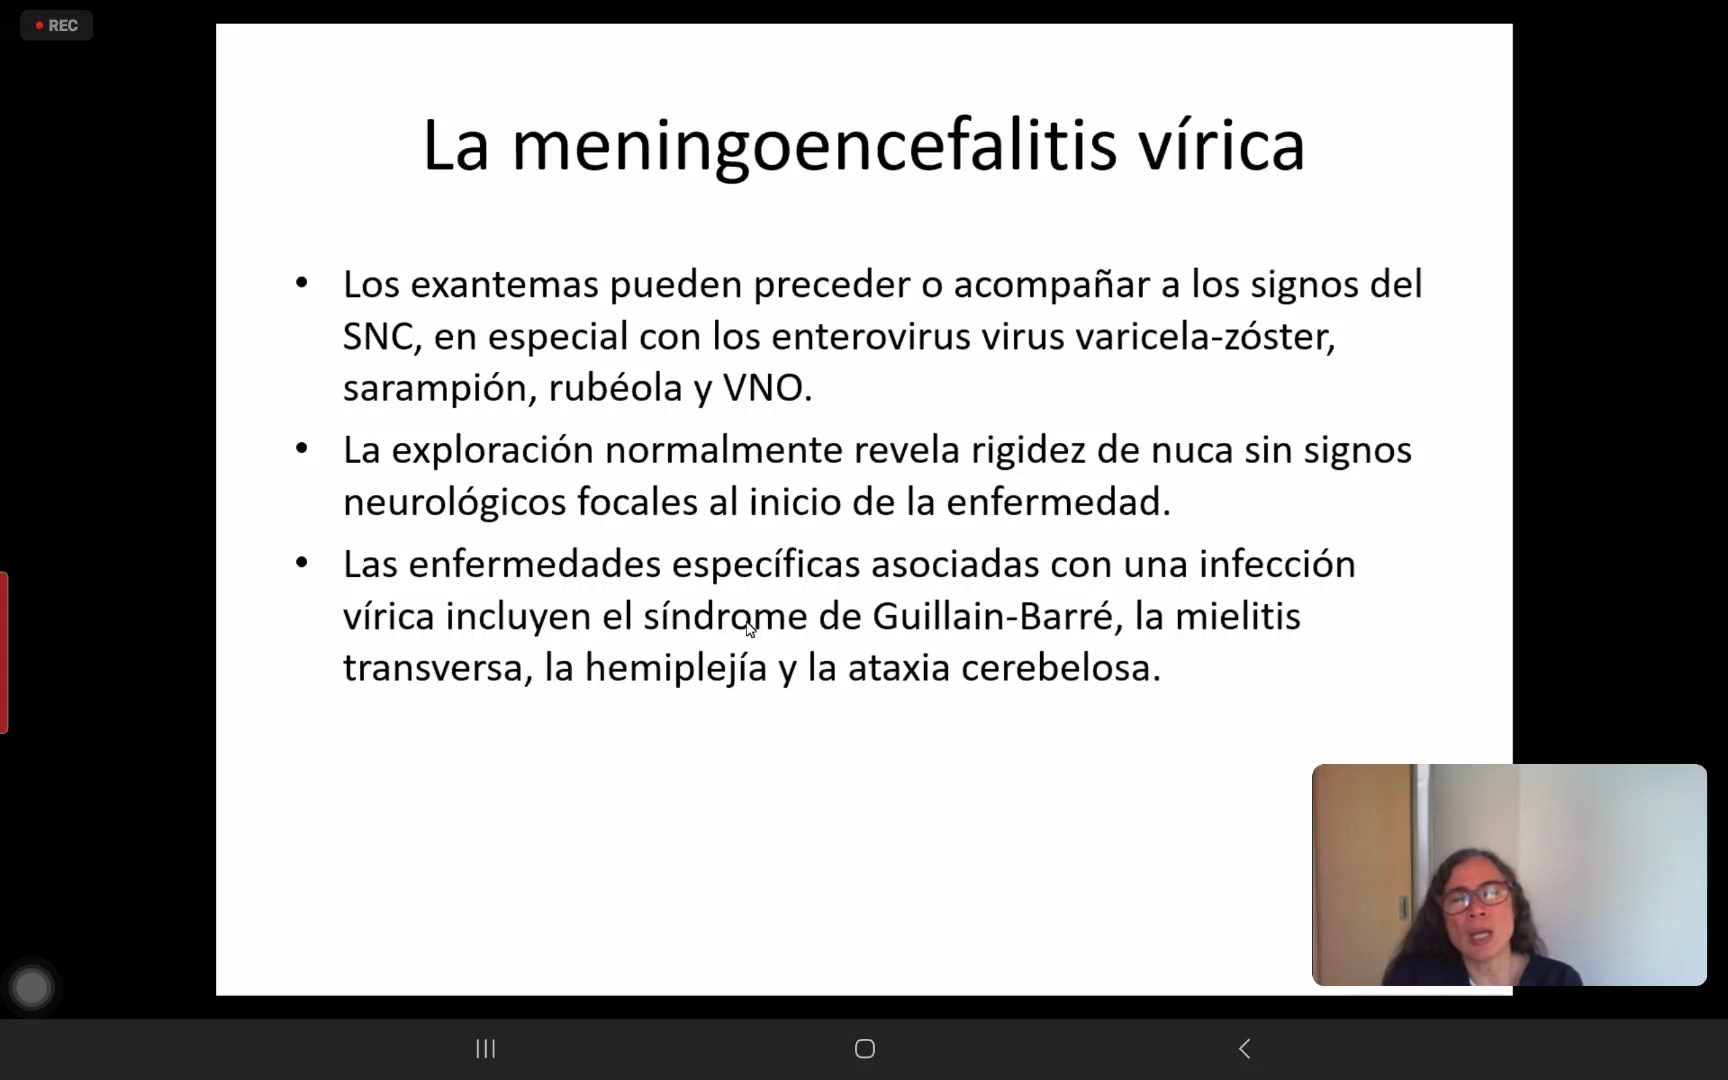 REC
La meningoencefalitis vírica
• Los exantemas pueden preceder o acompañar a los signos del
SNC, en especial con los enterovirus virus varicela-zóster,
sarampión, rubéola y VNO.
• La exploración normalmente revela rigidez de nuca sin signos
neurológicos focales al inicio de la enfermedad.
• Las enfermedades específicas asociadas con una infección
vírica incluyen el síndrome de Guillain-Barré, la mielitis
transversa, la hemiplejía y la ataxia cerebelosa.